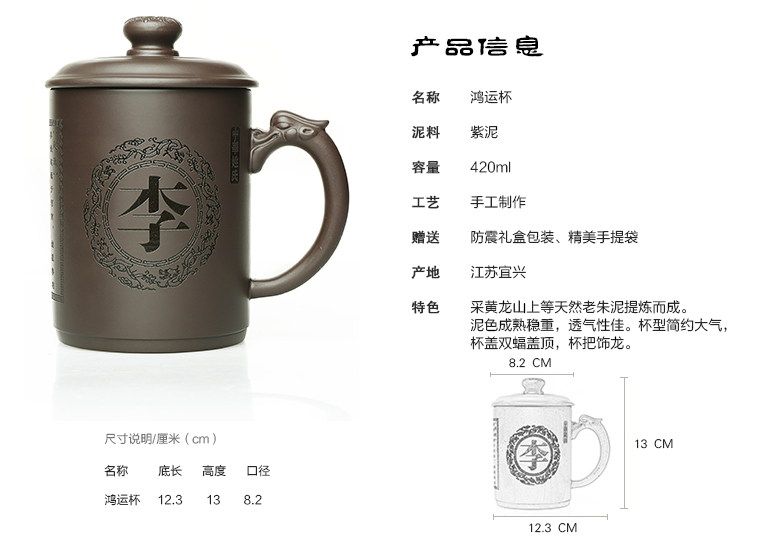 产品信息
名称 鸿运杯
泥料 紫泥
容量 420ml
工艺 手工制作
赠送 防震礼盒包装、精美手提袋
产地 江苏宜兴
特色 采黄龙山上等天然老朱泥提炼而成。
泥色成熟稳重，透气性佳。杯型简约大气，
杯盖双蝠盖顶，杯把饰龙。
李
8.2 CM
李
13 CM
12.3 CM
尺寸说明/厘米（cm）
名称 底长 高度 口径
鸿运杯 12.3 13 8.2